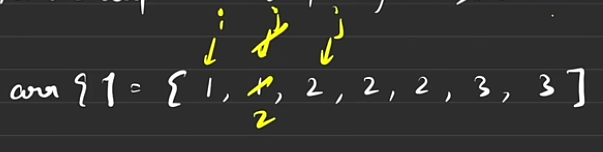 i j j
arr {} = { 1, 1, 2, 2, 2, 3, 3 ]
2